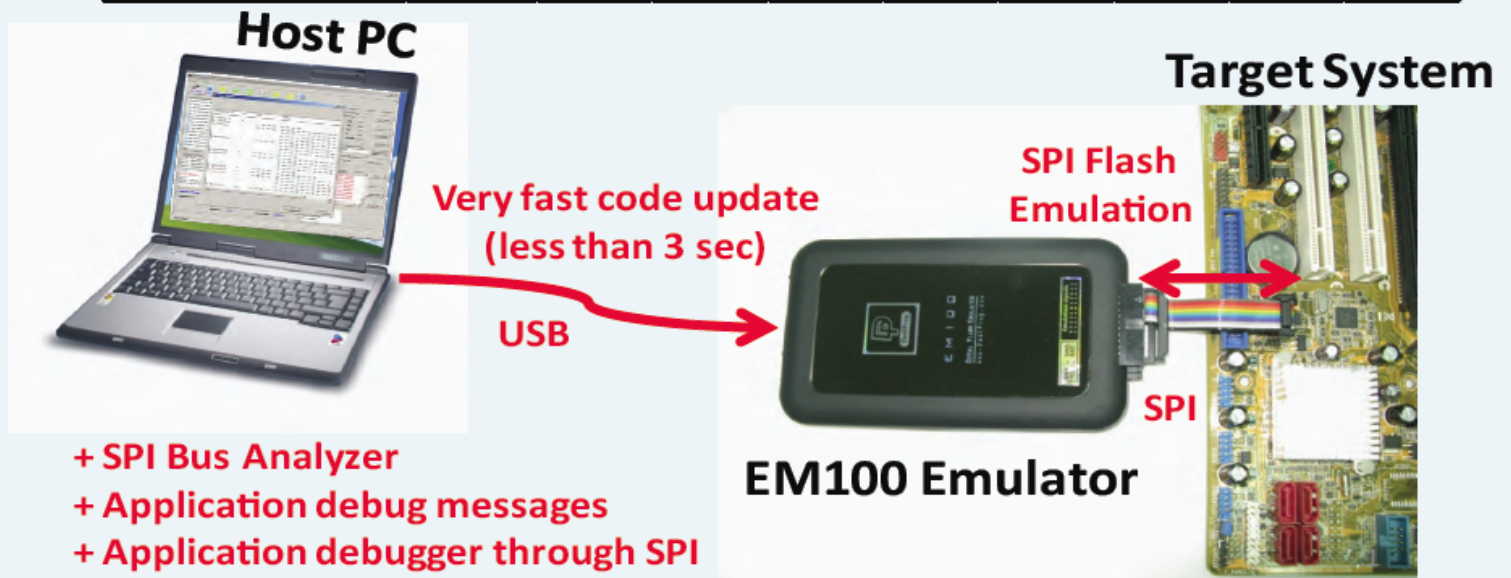 Host PC
Target System
SPI Flash
Emulation
Very fast code update
(less than 3 sec)
USB
EM100
SPI
EM100 Emulator
+ SPI Bus Analyzer
+ Application debug messages
+ Application debugger through SPI